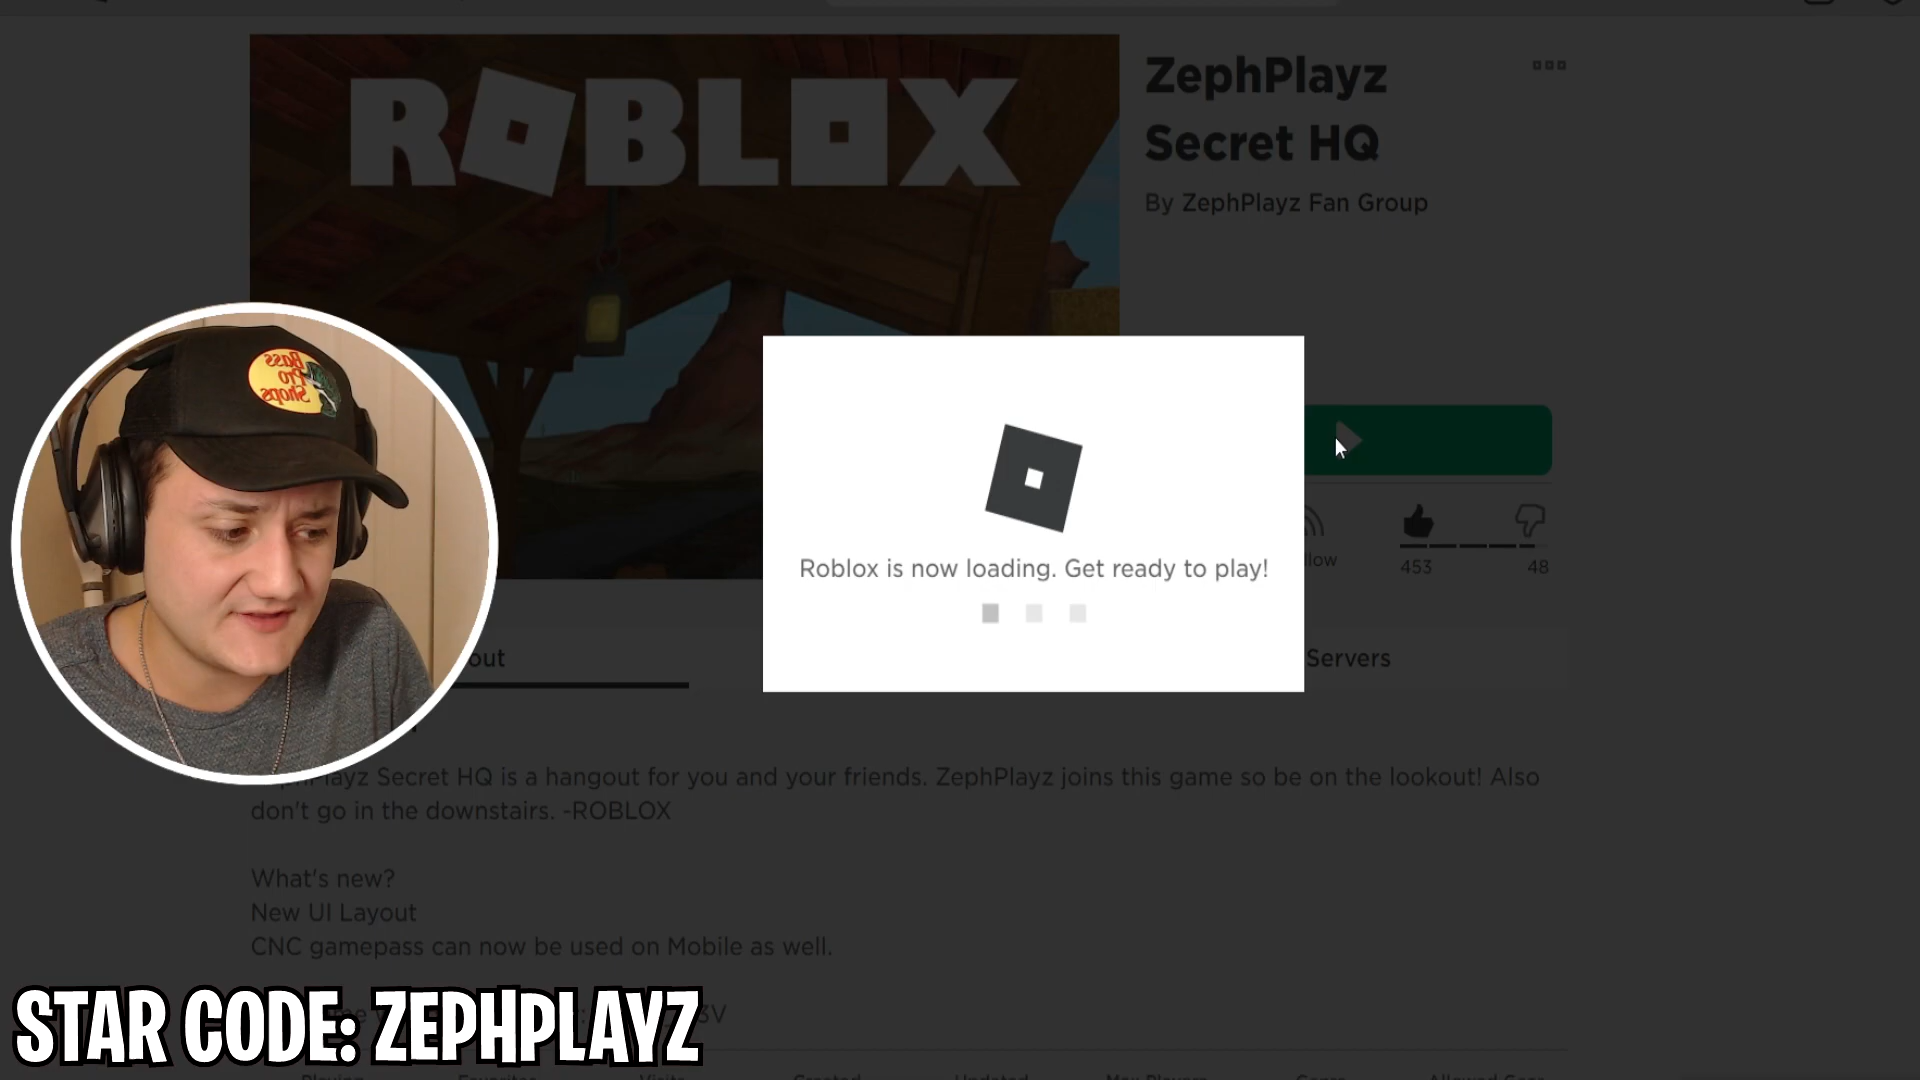 ROBLOX
ZephPlayz
Secret HQ
By ZephPlayz Fan Group
Bass
Pro
Shops
Roblox is now loading. Get ready to play!
453
48
Servers
Secret HQ is a hangout for you and your friends. ZephPlayz joins this game so be on the lookout! Also
don't go in the downstairs. -ROBLOX
What's new?
New UI Layout
CNC gamepass can now be used on Mobile as well.
STAR CODE: ZEPHPLAYZ